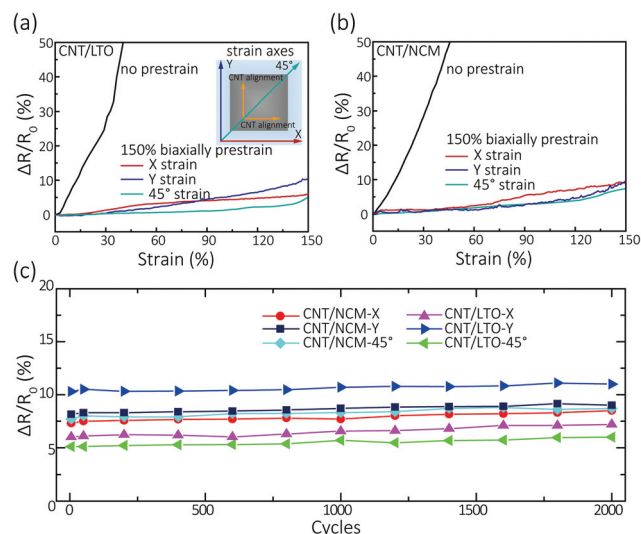 (a)
50
CNT/LTO
no prestrain
strain axes
Y
45°
CNT alignment
CNT alignment
X
40
30
20
10
0
ΔR/R0 (%)
150% biaxially prestrain
X strain
Y strain
45° strain
0 30 60 90 120 150
Strain (%)
(b)
50
CNT/NCM
no prestrain
40
30
20
10
0
ΔR/R0 (%)
150% biaxially prestrain
X strain
Y strain
45° strain
0 30 60 90 120 150
Strain (%)
(c)
20
15
10
5
0
ΔR/R0 (%)
CNT/NCM-X CNT/LTO-X
CNT/NCM-Y CNT/LTO-Y
CNT/NCM-45° CNT/LTO-45°
0 500 1000 1500 2000
Cycles